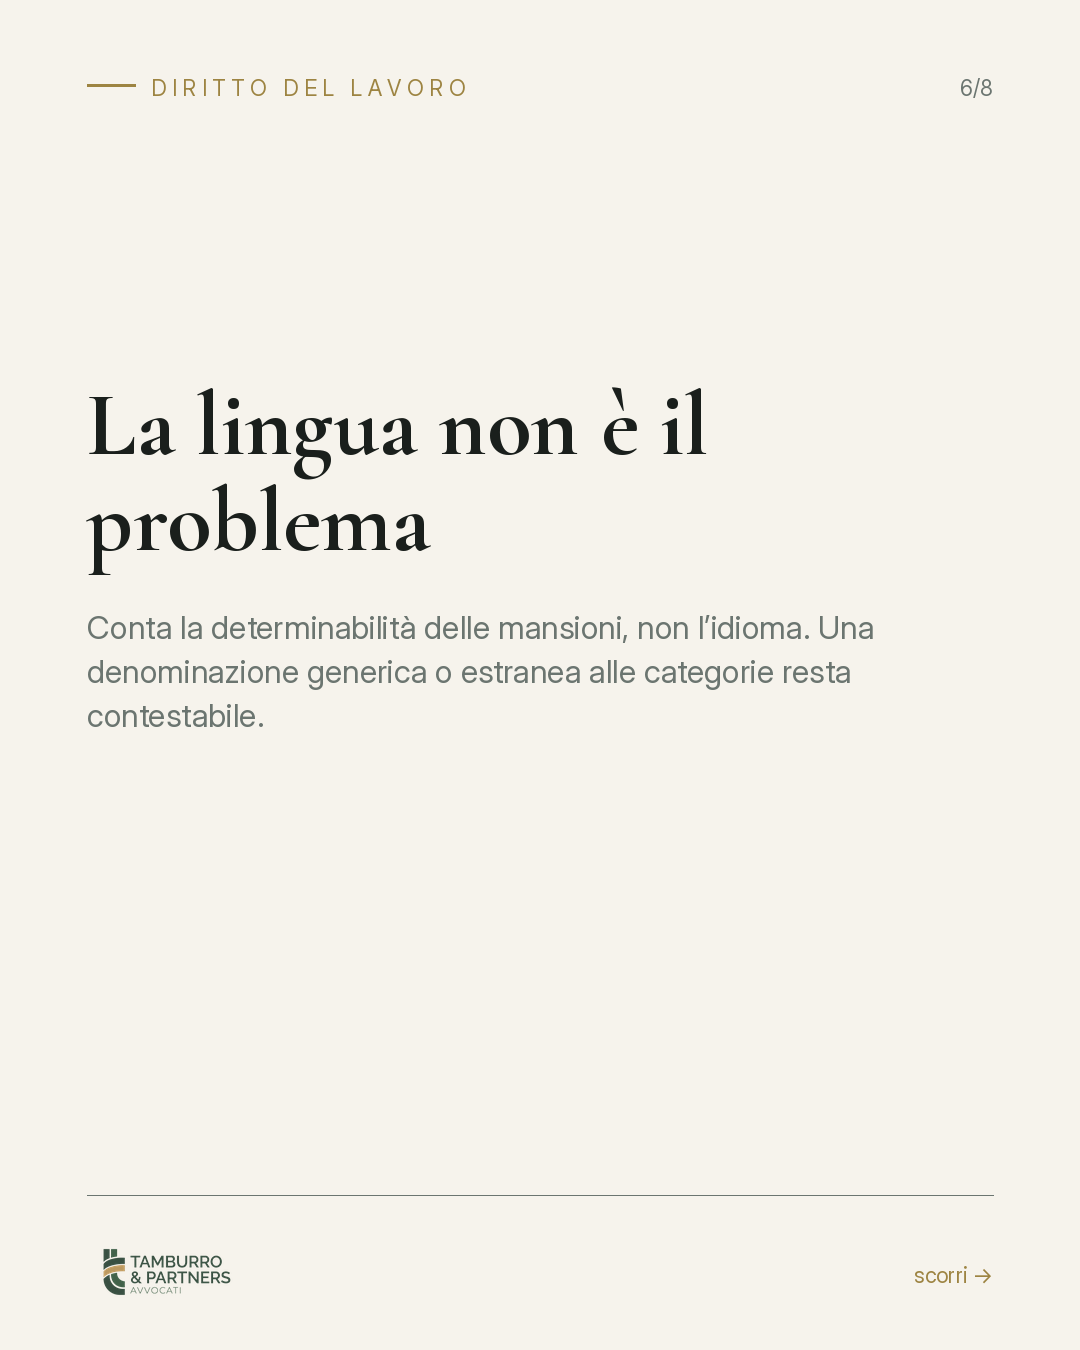 DIRITTO DEL LAVORO
6/8
La lingua non è il
problema
Conta la determinabilità delle mansioni, non l’idioma. Una
denominazione generica o estranea alle categorie resta
contestabile.
TAMBURRO
& PARTNERS
AVVOCATI
scorri →